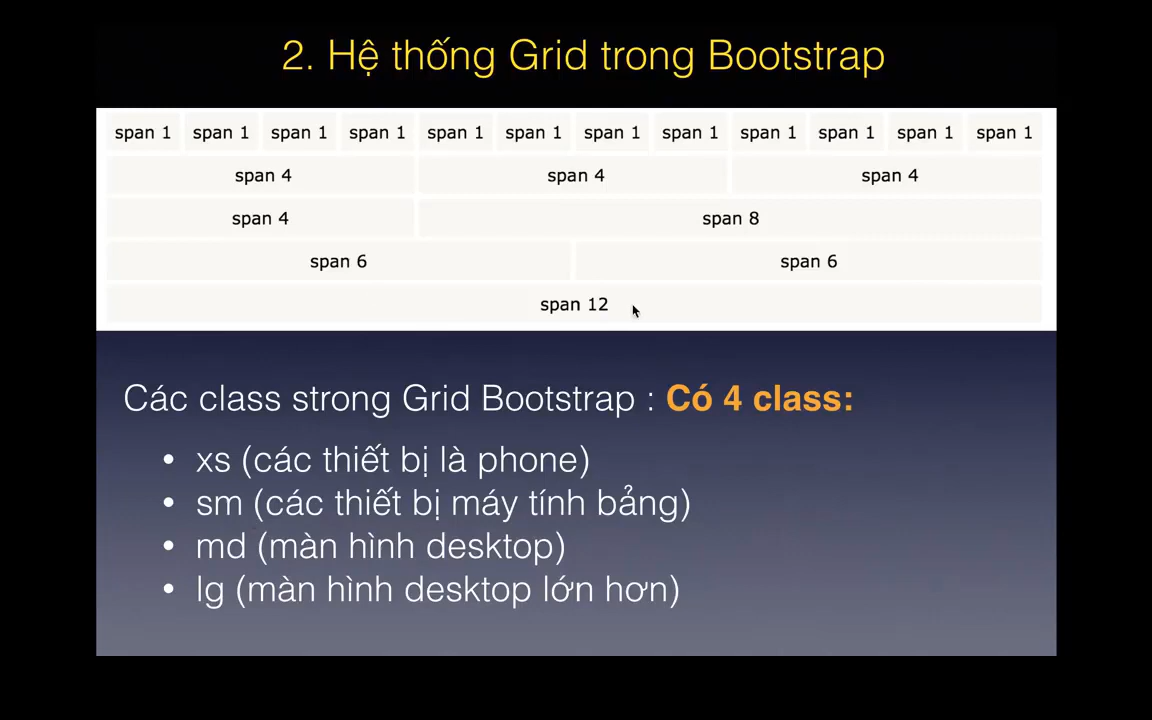 2. Hệ thống Grid trong Bootstrap
span 1 span 1 span 1 span 1 span 1 span 1 span 1 span 1 span 1 span 1 span 1 span 1
span 4 span 4 span 4
span 4 span 8
span 6 span 6
span 12
Các class strong Grid Bootstrap : Có 4 class:
• xs (các thiết bị là phone)
• sm (các thiết bị máy tính bảng)
• md (màn hình desktop)
• lg (màn hình desktop lớn hơn)